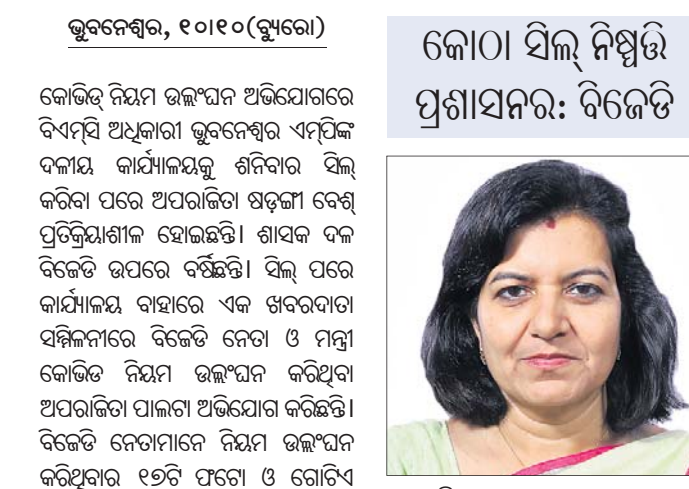 ଭୁବନେଶ୍ୱର, ୧୦।୧୦(ବ୍ୟୁରୋ)
କୋଭିଡ୍ ନିୟମ ଉଲ୍ଲଂଘନ ଅଭିଯୋଗରେ
ବିଏମ୍‌ସି ଅଧିକାରୀ ଭୁବନେଶ୍ୱର ଏମ୍‌ପିଙ୍କ
ଦଳୀୟ କାର୍ଯ୍ୟାଳୟକୁ ଶନିବାର ସିଲ୍
କରିବା ପରେ ଅପରାଜିତା ଷଡ଼ଙ୍ଗୀ ବେଶ୍
ପ୍ରତିକ୍ରିୟାଶୀଳ ହୋଇଛନ୍ତି। ଶାସକ ଦଳ
ବିଜେଡି ଉପରେ ବର୍ଷିଛନ୍ତି। ସିଲ୍ ପରେ
କାର୍ଯ୍ୟାଳୟ ବାହାରେ ଏକ ଖବରଦାତା
ସମ୍ମିଳନୀରେ ବିଜେଡି ନେତା ଓ ମନ୍ତ୍ରୀ
କୋଭିଡ ନିୟମ ଉଲ୍ଲଂଘନ କରିଥିବା
ଅପରାଜିତା ପାଲଟା ଅଭିଯୋଗ କରିଛନ୍ତି।
ବିଜେଡି ନେତାମାନେ ନିୟମ ଉଲ୍ଲଂଘନ
କରିଥିବାର ୧୭ଟି ଫଟୋ ଓ ଗୋଟିଏ
କୋଠା ସିଲ୍ ନିଷ୍ପତ୍ତି
ପ୍ରଶାସନର: ବିଜେଡି